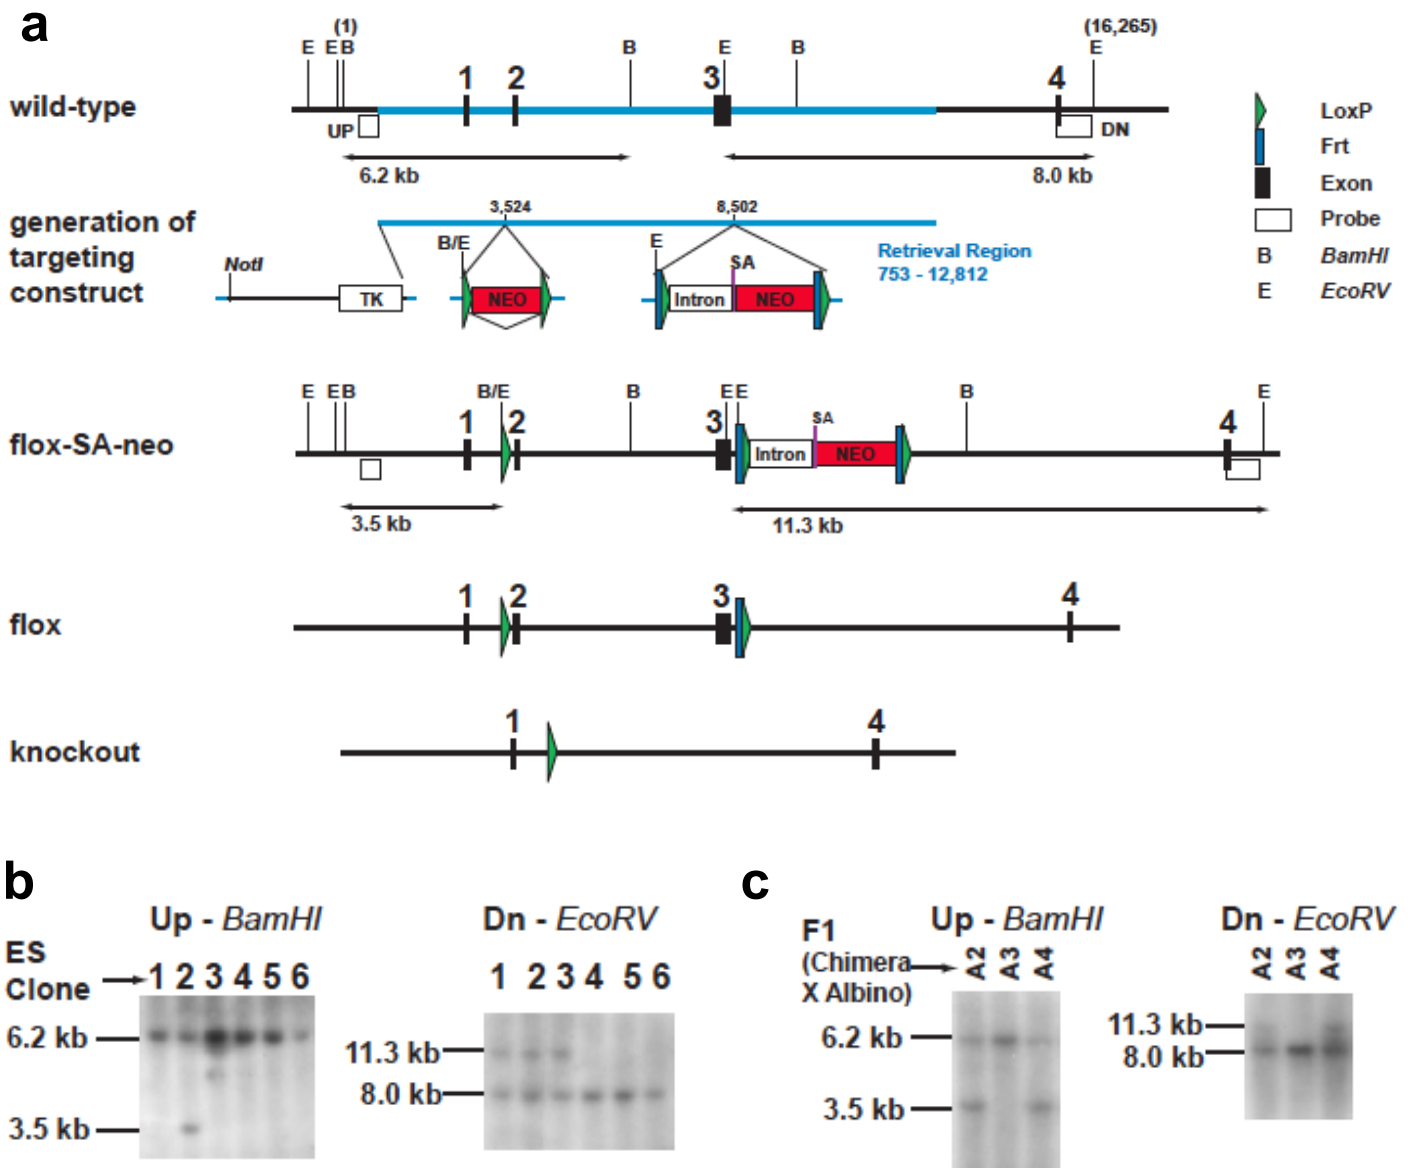 a
(1)
(16,265)
E E B B E B E
1 2 3 4
wild-type
UP
DN
6.2 kb
8.0 kb
LoxP
Frt
Exon
Probe
B BamHI
E EcoRV
generation of
targeting
construct
3,524
8,502
NotI
B/E
E
SA
TK
NEO
Intron
NEO
Retrieval Region
753 - 12,812
E E B B/E B E E B E
1 2 3 SA 4
flox-SA-neo
Intron
NEO
3.5 kb
11.3 kb
1 2 3 4
flox
1 4
knockout
b
Up - BamHI
Dn - EcoRV
ES
Clone
1 2 3 4 5 6
1 2 3 4 5 6
6.2 kb
3.5 kb
11.3 kb
8.0 kb
c
F1
(Chimera
X Albino)
Up - BamHI
Dn - EcoRV
A2 A3 A4
A2 A3 A4
6.2 kb
3.5 kb
11.3 kb
8.0 kb